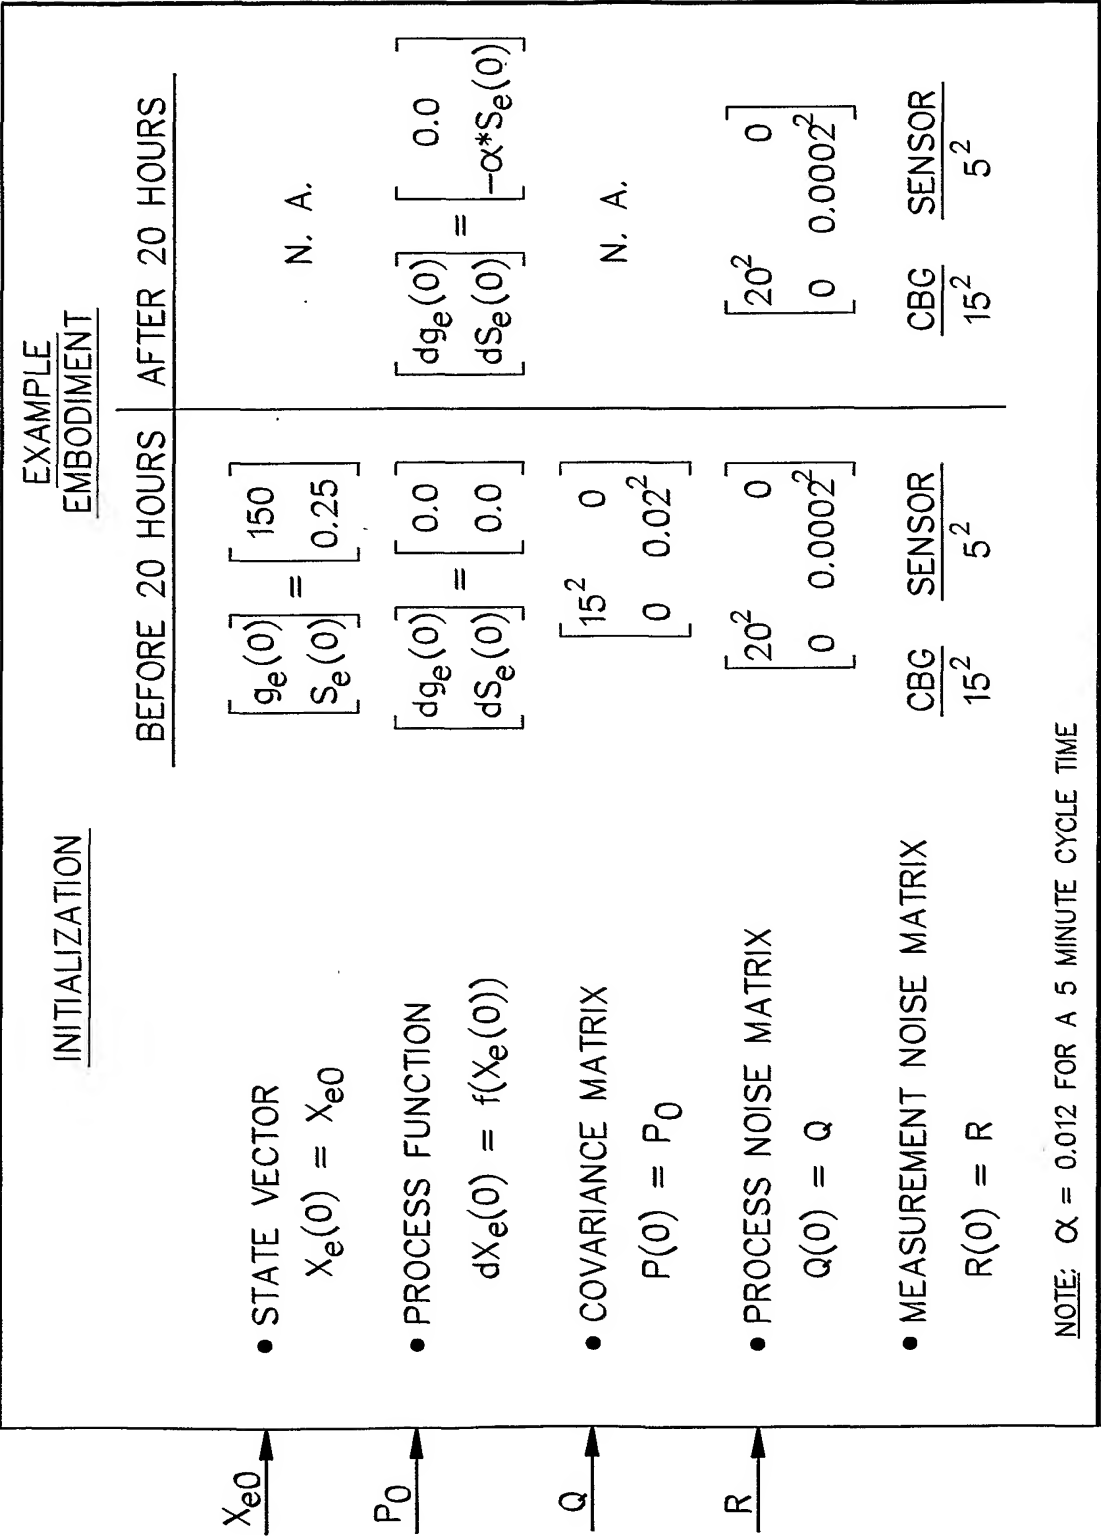 INITIALIZATION
EXAMPLE
EMBODIMENT
BEFORE 20 HOURS AFTER 20 HOURS
X_e0
• STATE VECTOR
X_e(0) = X_e0
[g_e(0) S_e(0)] = [150 0.25]
N. A.
P_0
• PROCESS FUNCTION
dX_e(0) = f(X_e(0))
[dg_e(0) dS_e(0)] = [0.0 0.0]
[dg_e(0) dS_e(0)] = [0.0 -α*S_e(0)]
Q
• COVARIANCE MATRIX
P(0) = P_0
[15² 0
0 0.02²]
N. A.
R
• PROCESS NOISE MATRIX
Q(0) = Q
[20² 0
0 0.0002²]
[20² 0
0 0.0002²]
• MEASUREMENT NOISE MATRIX
R(0) = R
CBG SENSOR
15² 5²
CBG SENSOR
15² 5²
NOTE: α = 0.012 FOR A 5 MINUTE CYCLE TIME